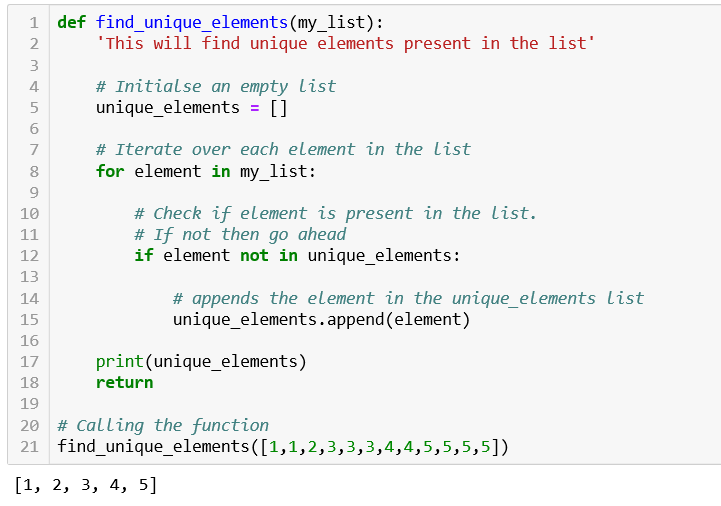 1 def find_unique_elements(my_list):
2     'This will find unique elements present in the list'
3
4     # Initialse an empty list
5     unique_elements = []
6
7     # Iterate over each element in the list
8     for element in my_list:
9
10         # Check if element is present in the list.
11         # If not then go ahead
12         if element not in unique_elements:
13
14             # appends the element in the unique_elements list
15             unique_elements.append(element)
16
17     print(unique_elements)
18     return
19
20 # Calling the function
21 find_unique_elements([1,1,2,3,3,3,4,4,5,5,5,5])
[1, 2, 3, 4, 5]